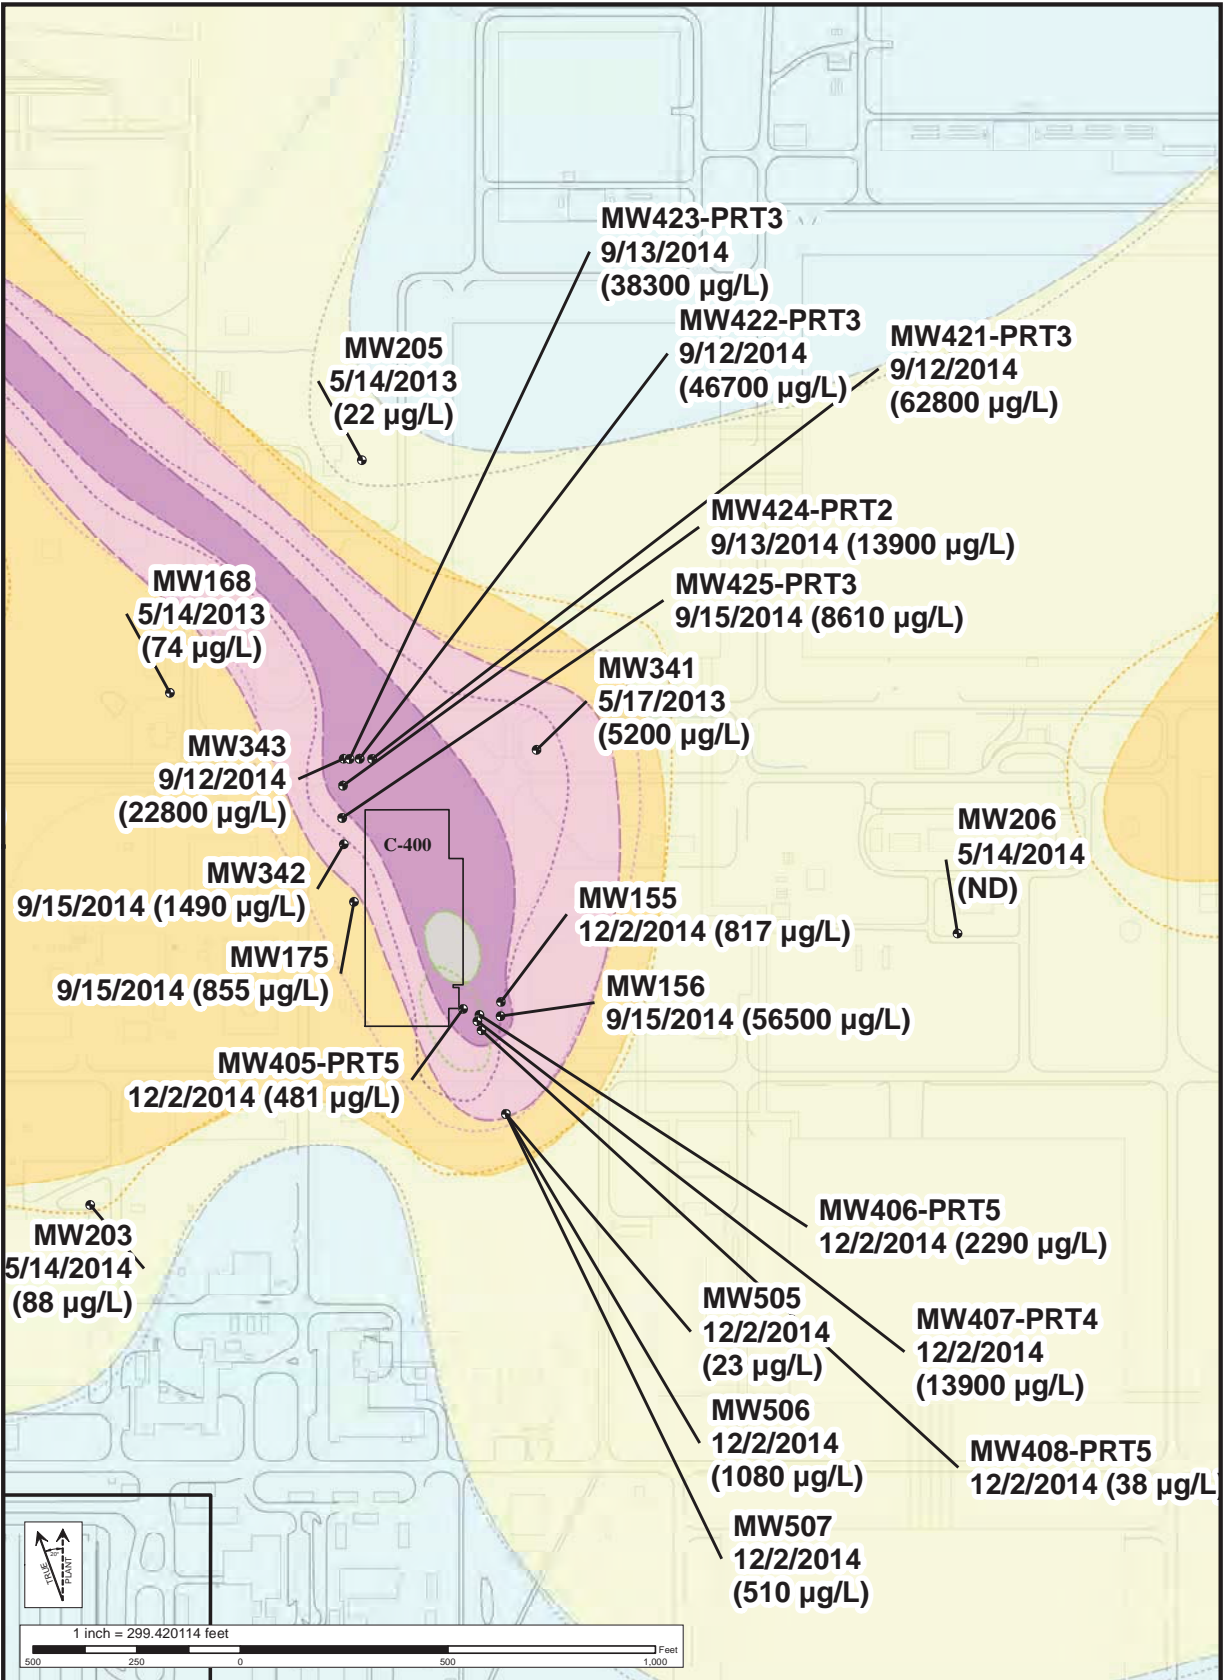 MW423-PRT3
9/13/2014
(38300 µg/L)
MW422-PRT3
9/12/2014
(46700 µg/L)
MW421-PRT3
9/12/2014
(62800 µg/L)
MW205
5/14/2013
(22 µg/L)
MW424-PRT2
9/13/2014 (13900 µg/L)
MW425-PRT3
9/15/2014 (8610 µg/L)
MW168
5/14/2013
(74 µg/L)
MW341
5/17/2013
(5200 µg/L)
MW343
9/12/2014
(22800 µg/L)
C-400
MW206
5/14/2014
(ND)
MW342
9/15/2014 (1490 µg/L)
MW155
12/2/2014 (817 µg/L)
MW175
9/15/2014 (855 µg/L)
MW156
9/15/2014 (56500 µg/L)
MW405-PRT5
12/2/2014 (481 µg/L)
MW406-PRT5
12/2/2014 (2290 µg/L)
MW203
5/14/2014
(88 µg/L)
MW505
12/2/2014
(23 µg/L)
MW407-PRT4
12/2/2014
(13900 µg/L)
MW506
12/2/2014
(1080 µg/L)
MW408-PRT5
12/2/2014 (38 µg/L)
MW507
12/2/2014
(510 µg/L)
TRUE
20°
PLANT
1 inch = 299.420114 feet
Feet
500 250 0 500 1,000